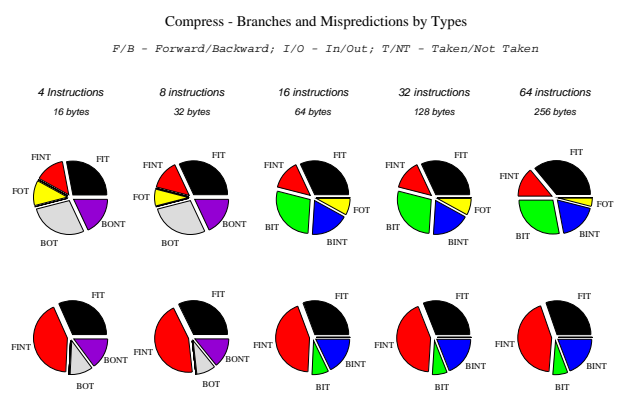 Compress - Branches and Mispredictions by Types
F/B - Forward/Backward; I/O - In/Out; T/NT - Taken/Not Taken
4 Instructions 8 instructions 16 instructions 32 instructions 64 instructions
16 bytes 32 bytes 64 bytes 128 bytes 256 bytes
FINT FIT FINT FIT FINT FIT FINT FIT FINT FIT
FOT BONT FOT BONT FOT FOT FOT
BOT BOT BIT BINT BIT BINT BIT BINT
FIT FIT FIT FIT FIT
FINT BONT FINT BONT FINT BINT FINT BINT FINT BINT
BOT BOT BIT BIT BIT